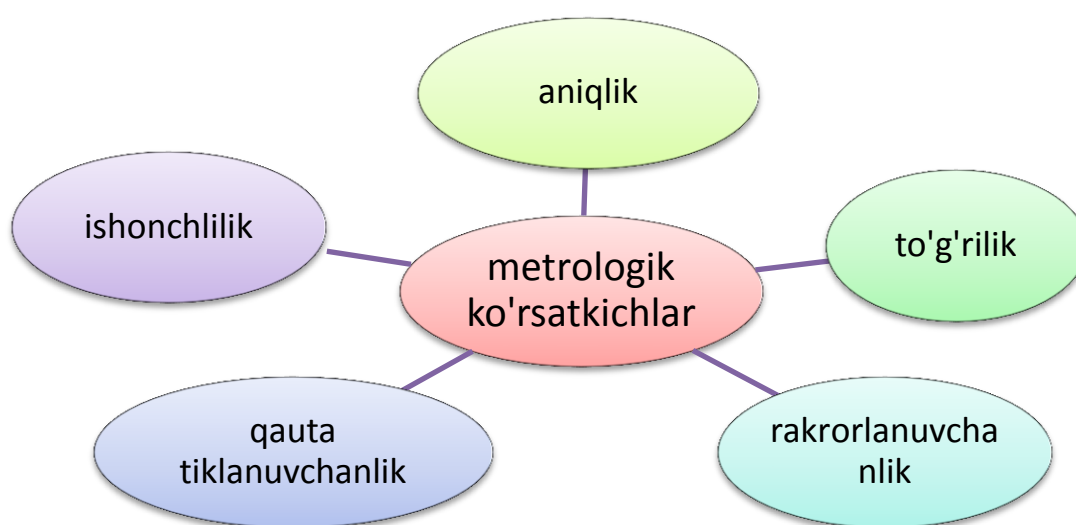 aniqlik
ishonchlilik
to'g'rilik
metrologik
ko'rsatkichlar
qauta
tiklanuvchanlik
rakrorlanuvcha
nlik